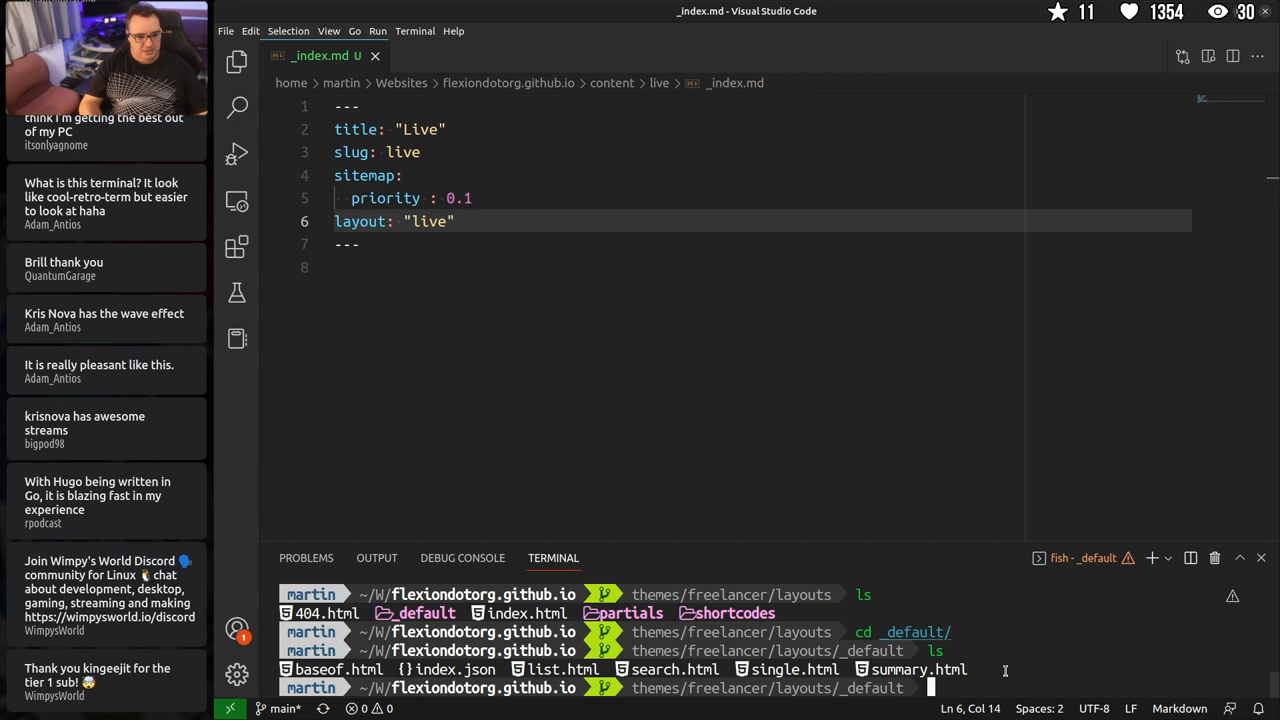 _index.md - Visual Studio Code
11
1354
30
File Edit Selection View Go Run Terminal Help
_index.md U
home > martin > Websites > flexiondotorg.github.io > content > live > _index.md
1 ---
2 title: "Live"
3 slug: live
4 sitemap:
5 priority : 0.1
6 layout: "live"
7 ---
8
think I'm getting the best out
of my PC
itsonlyagnome
What is this terminal? It look
like cool-retro-term but easier
to look at haha
Adam_Antios
Brill thank you
QuantumGarage
Kris Nova has the wave effect
Adam_Antios
It is really pleasant like this.
Adam_Antios
krisnova has awesome
streams
bigpod98
With Hugo being written in
Go, it is blazing fast in my
experience
rpodcast
Join Wimpy's World Discord 🗣️
community for Linux 🐧 chat
about development, desktop,
gaming, streaming and making
https://wimpysworld.io/discord
WimpysWorld
Thank you kingeejit for the
tier 1 sub! 🤯
WimpysWorld
PROBLEMS OUTPUT DEBUG CONSOLE TERMINAL
fish - _default
martin ~/W/flexiondotorg.github.io themes/freelancer/layouts ls
404.html _default index.html partials shortcodes
martin ~/W/flexiondotorg.github.io themes/freelancer/layouts cd _default/
martin ~/W/flexiondotorg.github.io themes/freelancer/layouts/_default ls
baseof.html {} index.json list.html search.html single.html summary.html
martin ~/W/flexiondotorg.github.io themes/freelancer/layouts/_default
1
main* 0 0 Ln 6, Col 14 Spaces: 2 UTF-8 LF Markdown